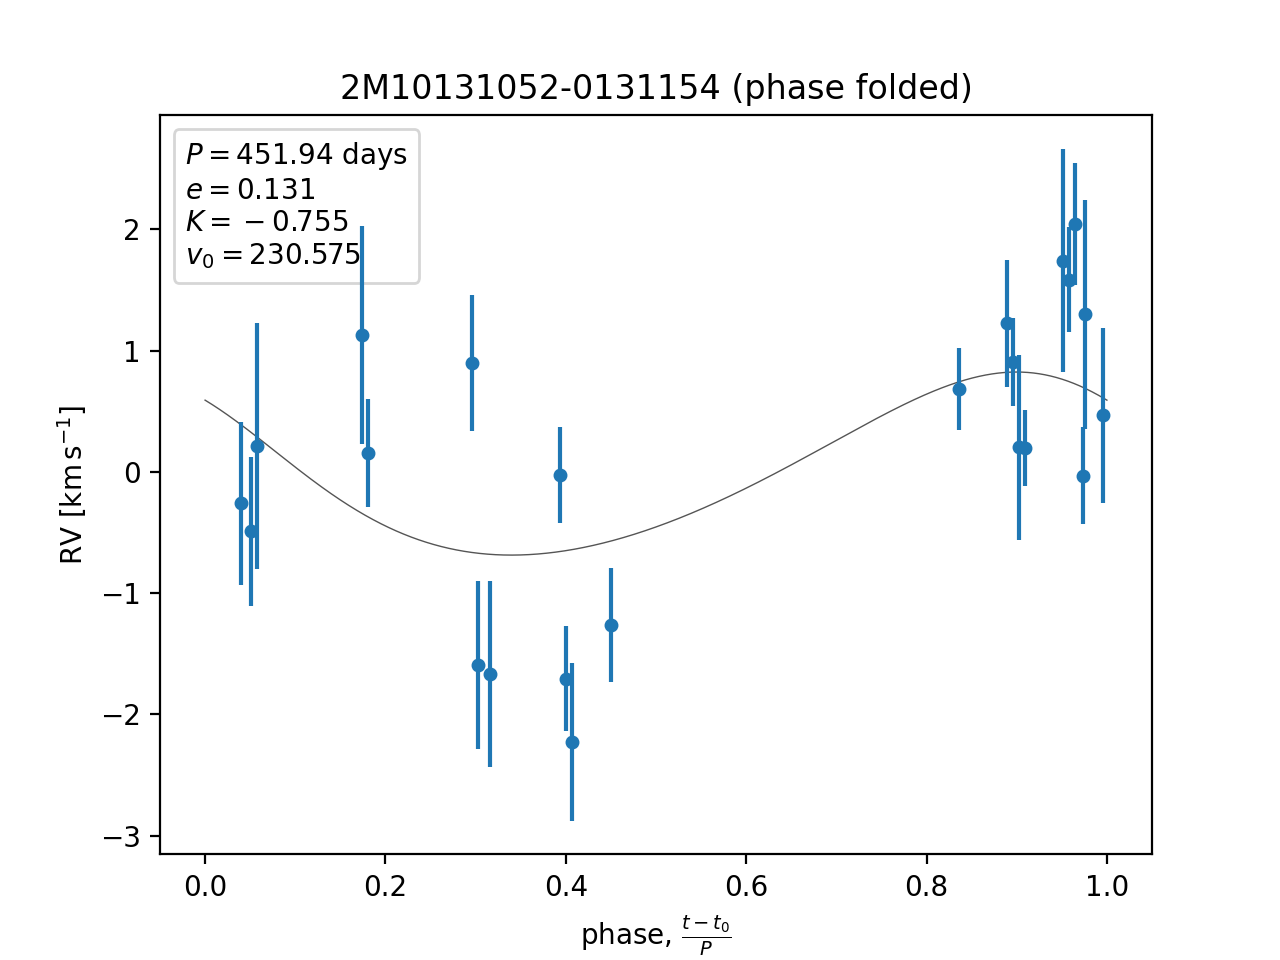 2M10131052-0131154 (phase folded)
P = 451.94 days
e = 0.131
K = −0.755
v₀ = 230.575
2
1
0
−1
−2
−3
RV [km s⁻¹]
0.0 0.2 0.4 0.6 0.8 1.0
phase, (t − t₀)/P